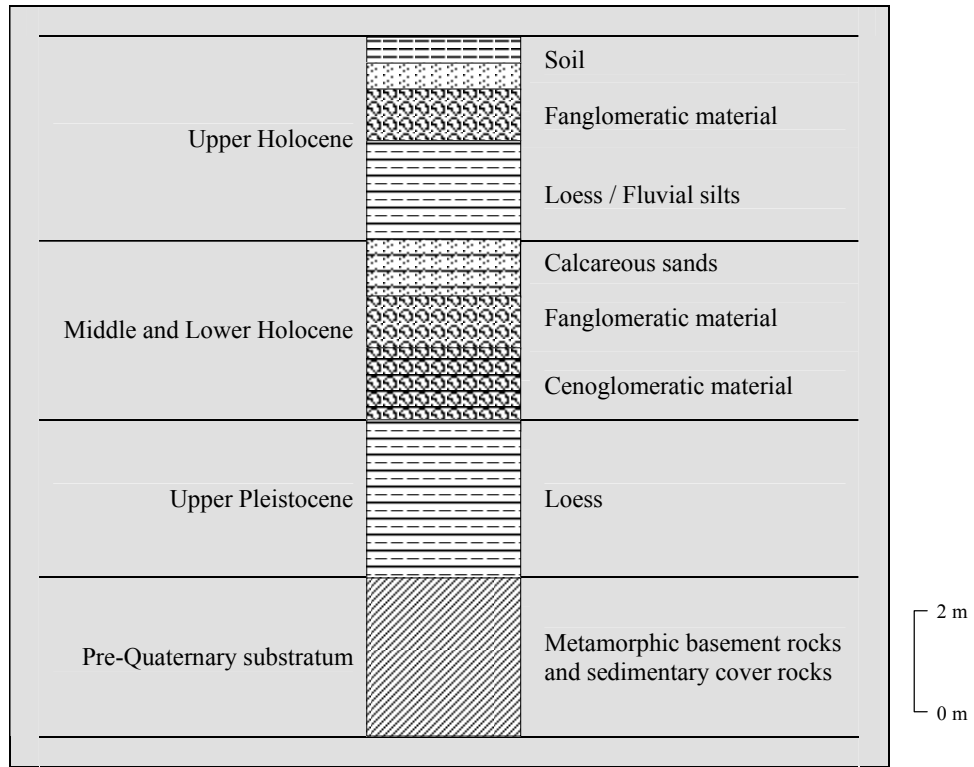 Soil
Fanglomeratic material
Upper Holocene
Loess / Fluvial silts
Calcareous sands
Middle and Lower Holocene
Fanglomeratic material
Cenoglomeratic material
Upper Pleistocene
Loess
2 m
Pre-Quaternary substratum
Metamorphic basement rocks
and sedimentary cover rocks
0 m